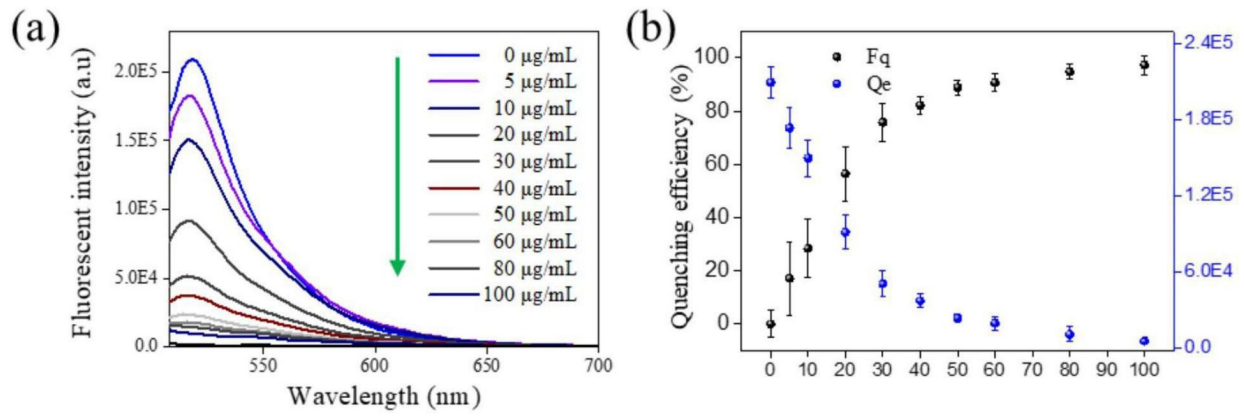 (a)
Fluorescent intensity (a.u)
2.0E5
1.5E5
1.0E5
5.0E4
0.0
0 µg/mL
5 µg/mL
10 µg/mL
20 µg/mL
30 µg/mL
40 µg/mL
50 µg/mL
60 µg/mL
80 µg/mL
100 µg/mL
550 600 650 700
Wavelength (nm)
(b)
Quenching efficiency (%)
100
80
60
40
20
0
Fq
Qe
2.4E5
1.8E5
1.2E5
6.0E4
0.0
0 10 20 30 40 50 60 70 80 90 100